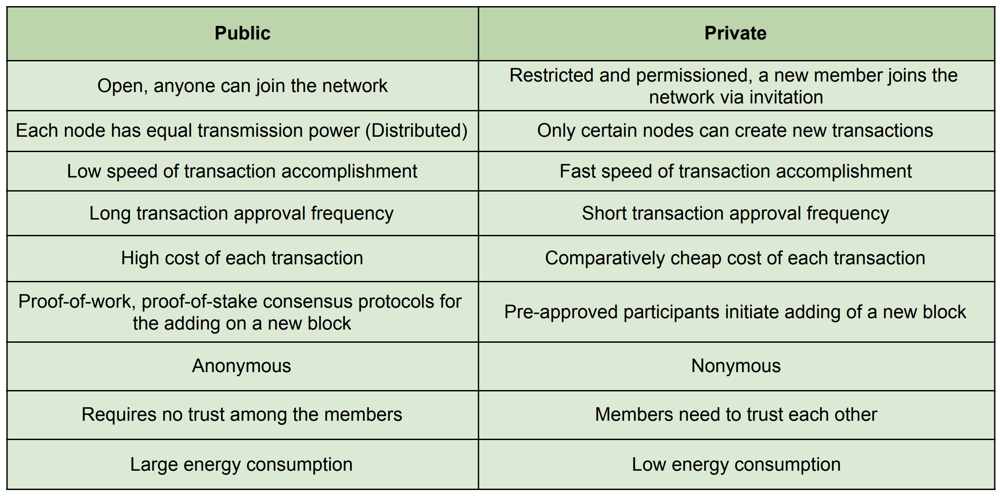 Public
Private
Open, anyone can join the network
Restricted and permissioned, a new member joins the
network via invitation
Each node has equal transmission power (Distributed)
Only certain nodes can create new transactions
Low speed of transaction accomplishment
Fast speed of transaction accomplishment
Long transaction approval frequency
Short transaction approval frequency
High cost of each transaction
Comparatively cheap cost of each transaction
Proof-of-work, proof-of-stake consensus protocols for
the adding on a new block
Pre-approved participants initiate adding of a new block
Anonymous
Nonymous
Requires no trust among the members
Members need to trust each other
Large energy consumption
Low energy consumption